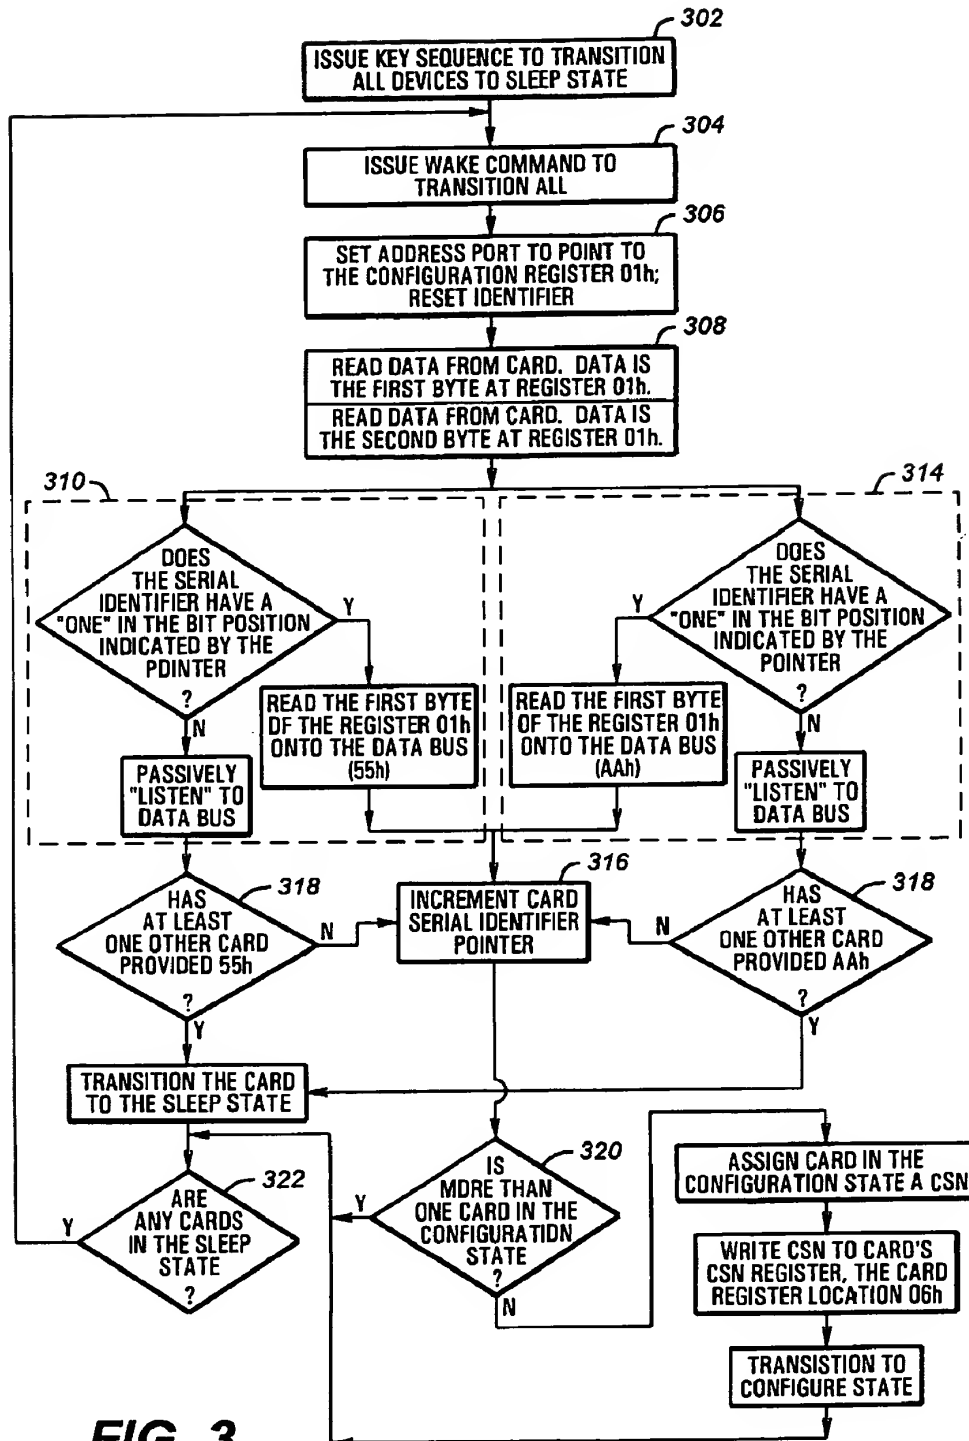 302
ISSUE KEY SEQUENCE TO TRANSITION
ALL DEVICES TO SLEEP STATE
304
ISSUE WAKE COMMAND TO
TRANSITION ALL
306
SET ADDRESS PORT TO POINT TO
THE CONFIGURATION REGISTER 01h;
RESET IDENTIFIER
308
READ DATA FROM CARD. DATA IS
THE FIRST BYTE AT REGISTER 01h.
READ DATA FROM CARD. DATA IS
THE SECOND BYTE AT REGISTER 01h.
310
DOES
THE SERIAL
IDENTIFIER HAVE A
"ONE" IN THE BIT POSITION
INDICATED BY THE
POINTER
?
Y
N
READ THE FIRST BYTE
OF THE REGISTER 01h
ONTO THE DATA BUS
(55h)
PASSIVELY
"LISTEN" TO
DATA BUS
314
DOES
THE SERIAL
IDENTIFIER HAVE A
"ONE" IN THE BIT POSITION
INDICATED BY THE
POINTER
?
Y
N
READ THE FIRST BYTE
OF THE REGISTER 01h
ONTO THE DATA BUS
(AAh)
PASSIVELY
"LISTEN" TO
DATA BUS
318
HAS
AT LEAST
ONE OTHER CARD
PROVIDED 55h
?
N
Y
316
INCREMENT CARD
SERIAL IDENTIFIER
POINTER
318
HAS
AT LEAST
ONE OTHER CARD
PROVIDED AAh
?
N
Y
TRANSITION THE CARD
TO THE SLEEP STATE
322
ARE
ANY CARDS
IN THE SLEEP
STATE
?
Y
320
IS
MORE THAN
ONE CARD IN THE
CONFIGURATION
STATE
?
Y
N
ASSIGN CARD IN THE
CONFIGURATION STATE A CSN
WRITE CSN TO CARD'S
CSN REGISTER, THE CARD
REGISTER LOCATION 06h
TRANSISTION TO
CONFIGURE STATE
FIG. 3